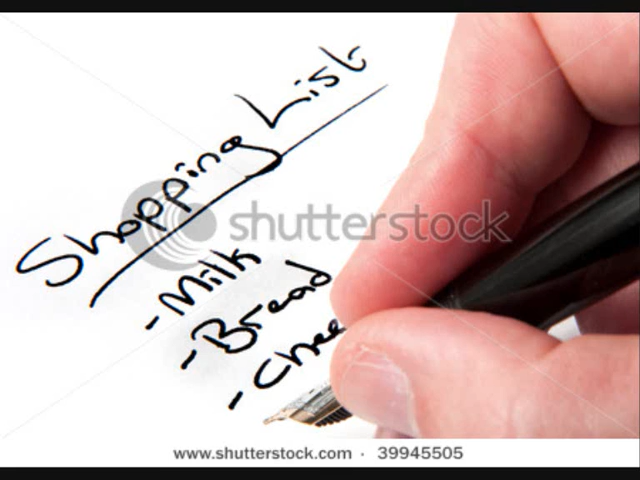 Shopping List
- Milk
- Bread
- Chee
shutterstock
www.shutterstock.com · 39945505